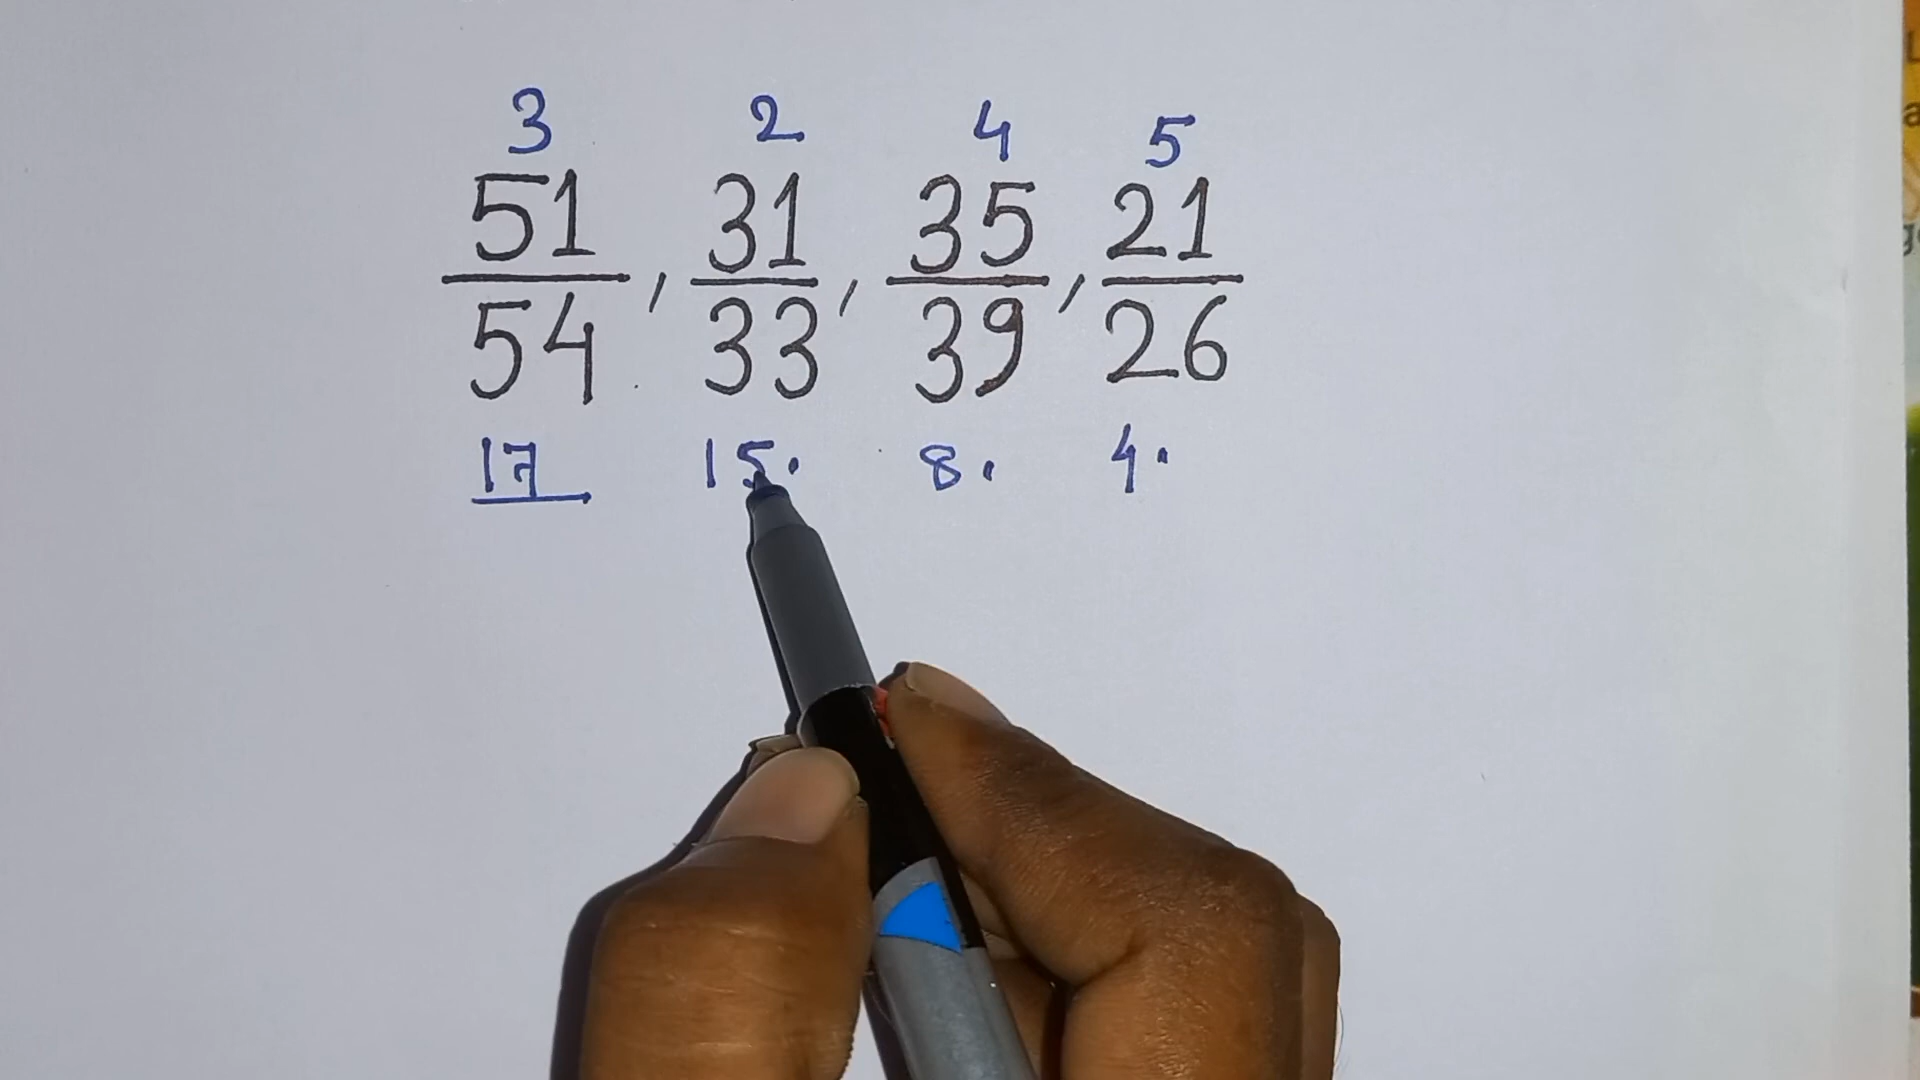 3 2 4 5
51/54 , 31/33 , 35/39 , 21/26
17 15. 8. 4.